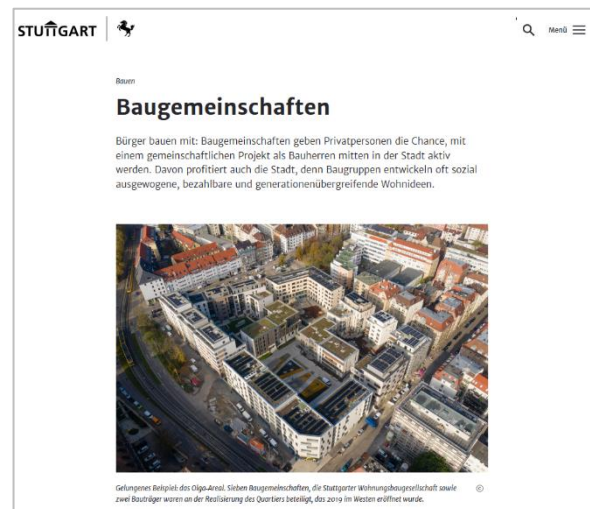 STUTTGART
Menü
Bauen
Baugemeinschaften
Bürger bauen mit: Baugemeinschaften geben Privatpersonen die Chance, mit
einem gemeinschaftlichen Projekt als Bauherren mitten in der Stadt aktiv
werden. Davon profitiert auch die Stadt, denn Baugruppen entwickeln oft sozial
ausgewogene, bezahlbare und generationenübergreifende Wohnideen.
Gelungenes Beispiel: das Olga-Areal. Sieben Baugemeinschaften, die Stuttgarter Wohnungsbaugesellschaft sowie
zwei Bauträger waren an der Realisierung des Quartiers beteiligt, das 2019 im Westen eröffnet wurde.
©